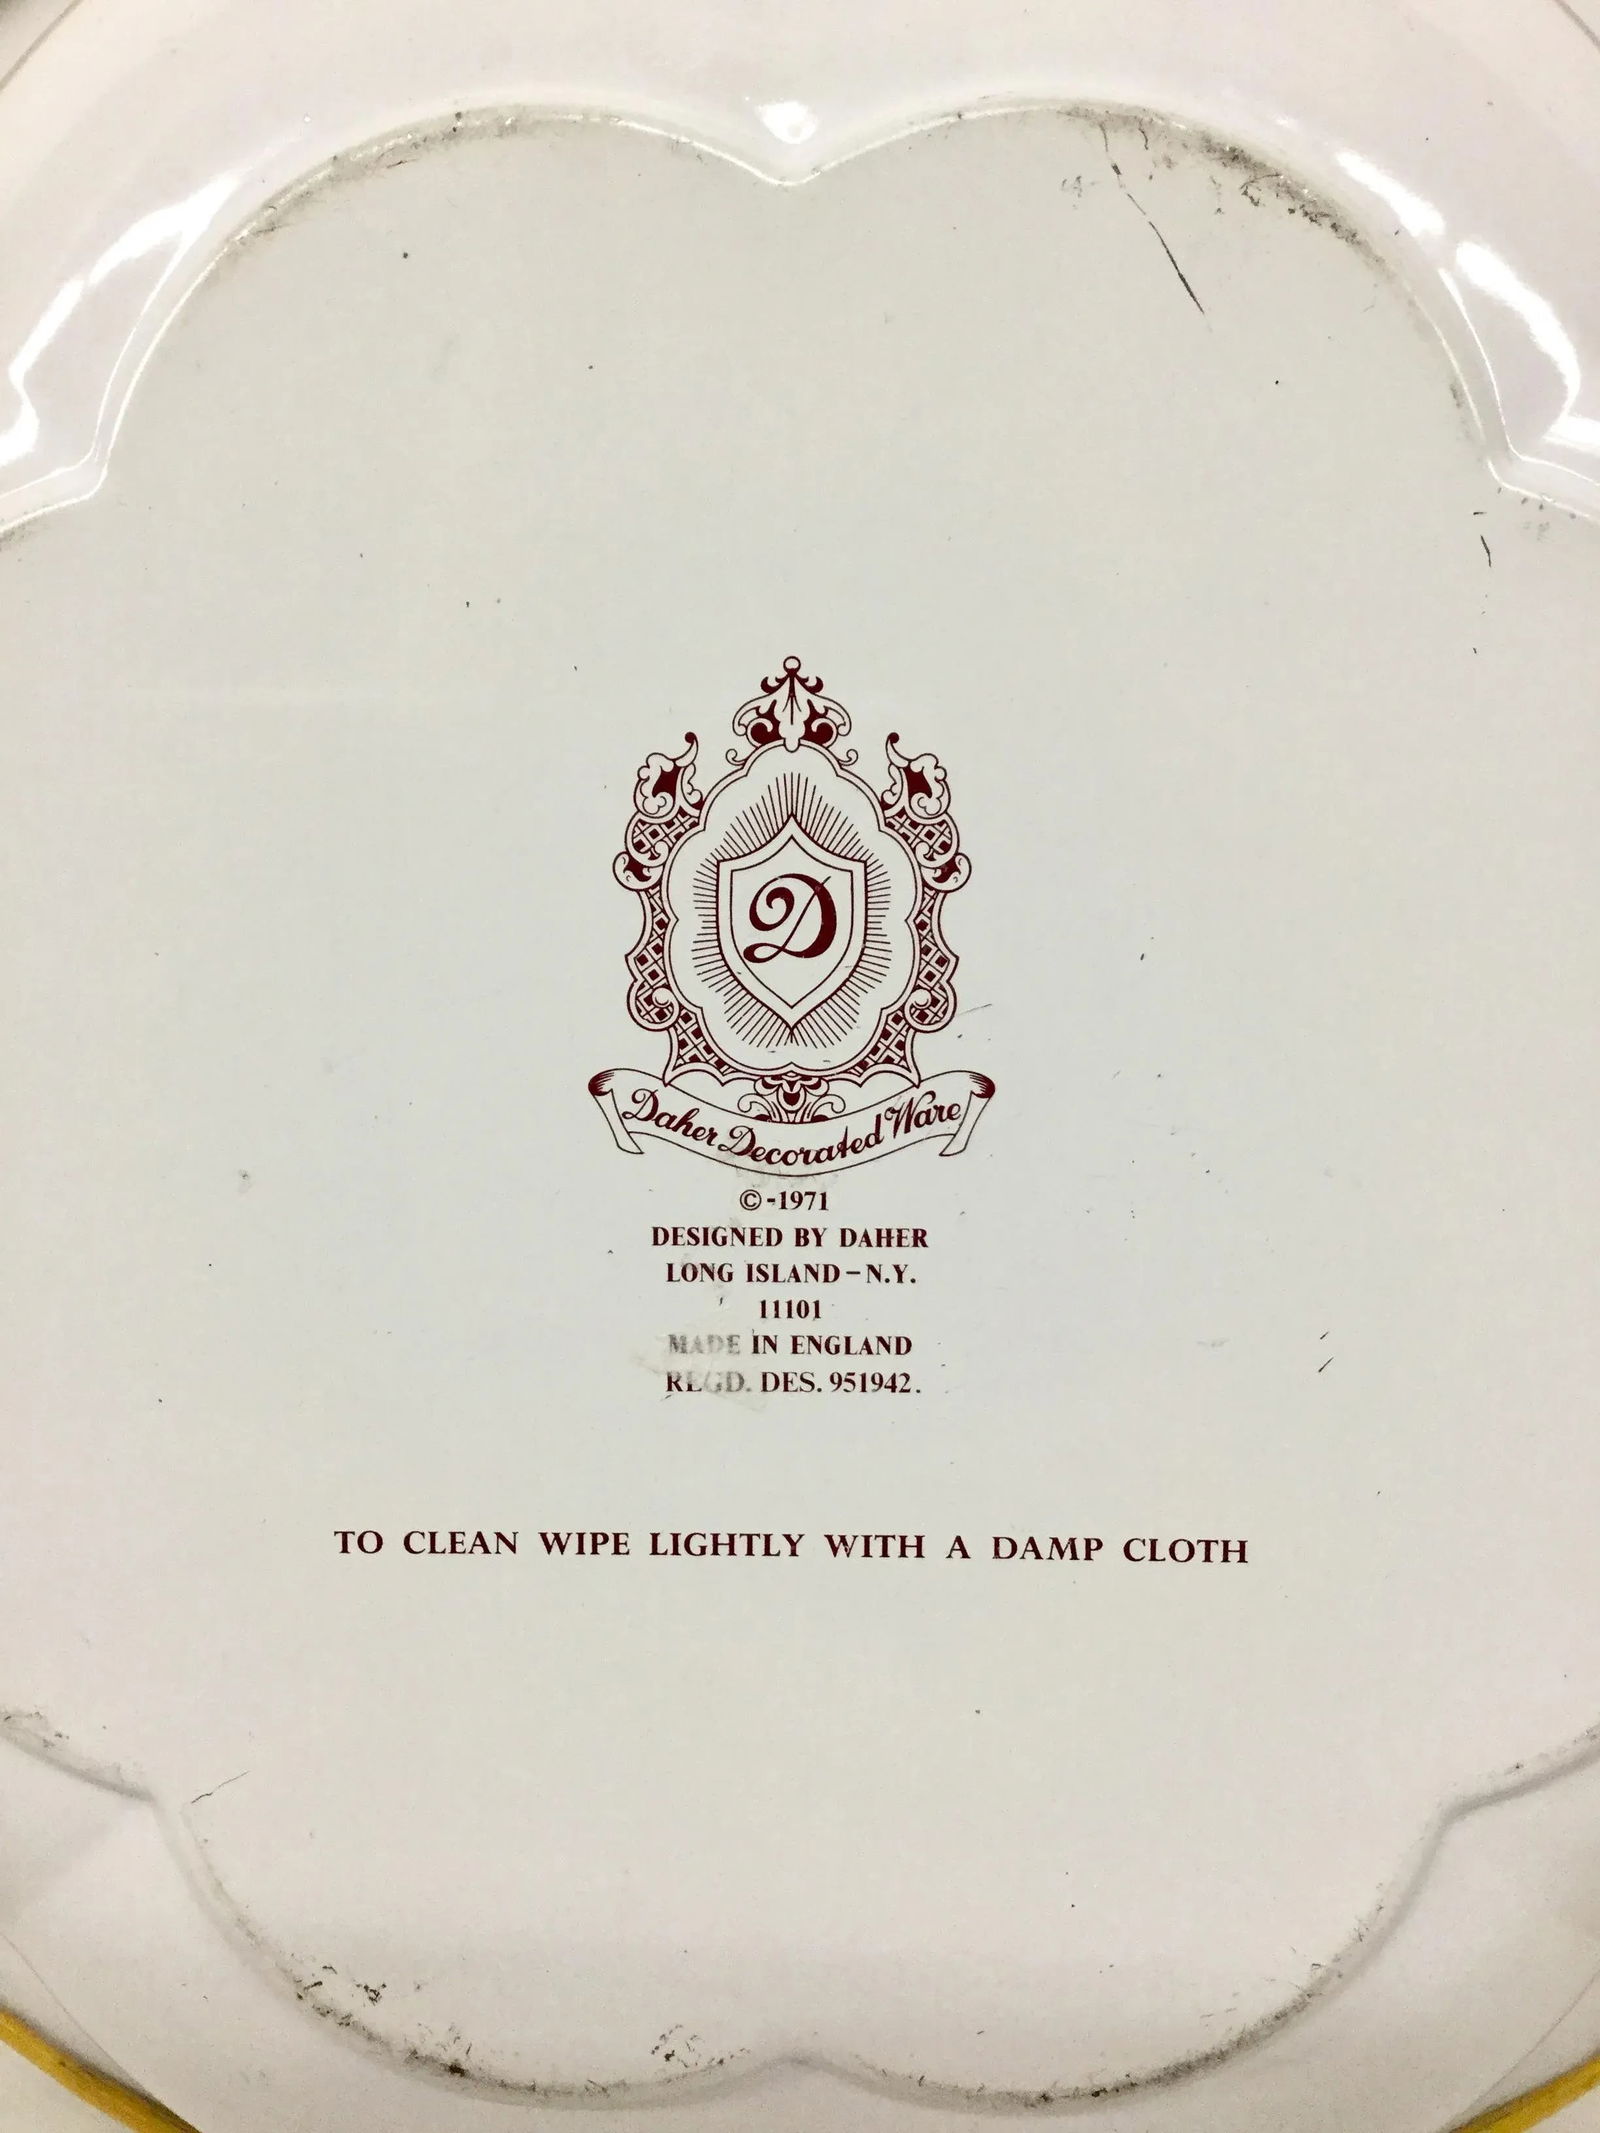 D
Daher Decorated Ware
©-1971
DESIGNED BY DAHER
LONG ISLAND-N.Y.
11101
MADE IN ENGLAND
REGD. DES. 951942.
TO CLEAN WIPE LIGHTLY WITH A DAMP CLOTH